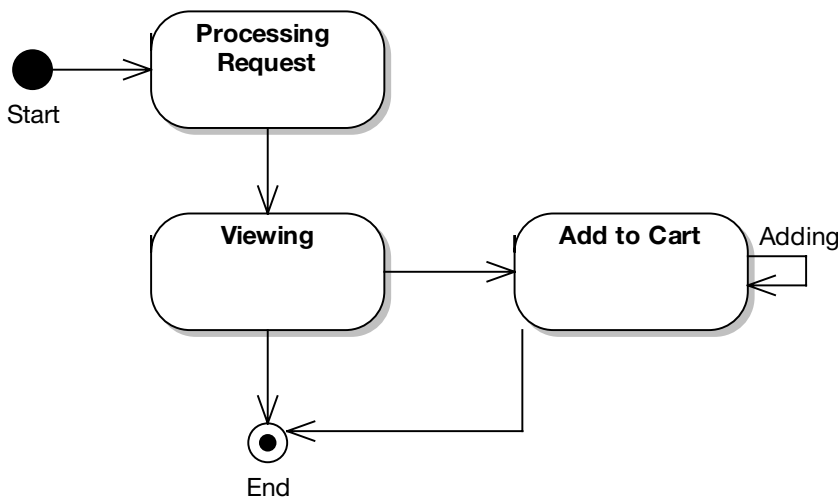 Processing
Request
Start
Viewing
Add to Cart
Adding
End